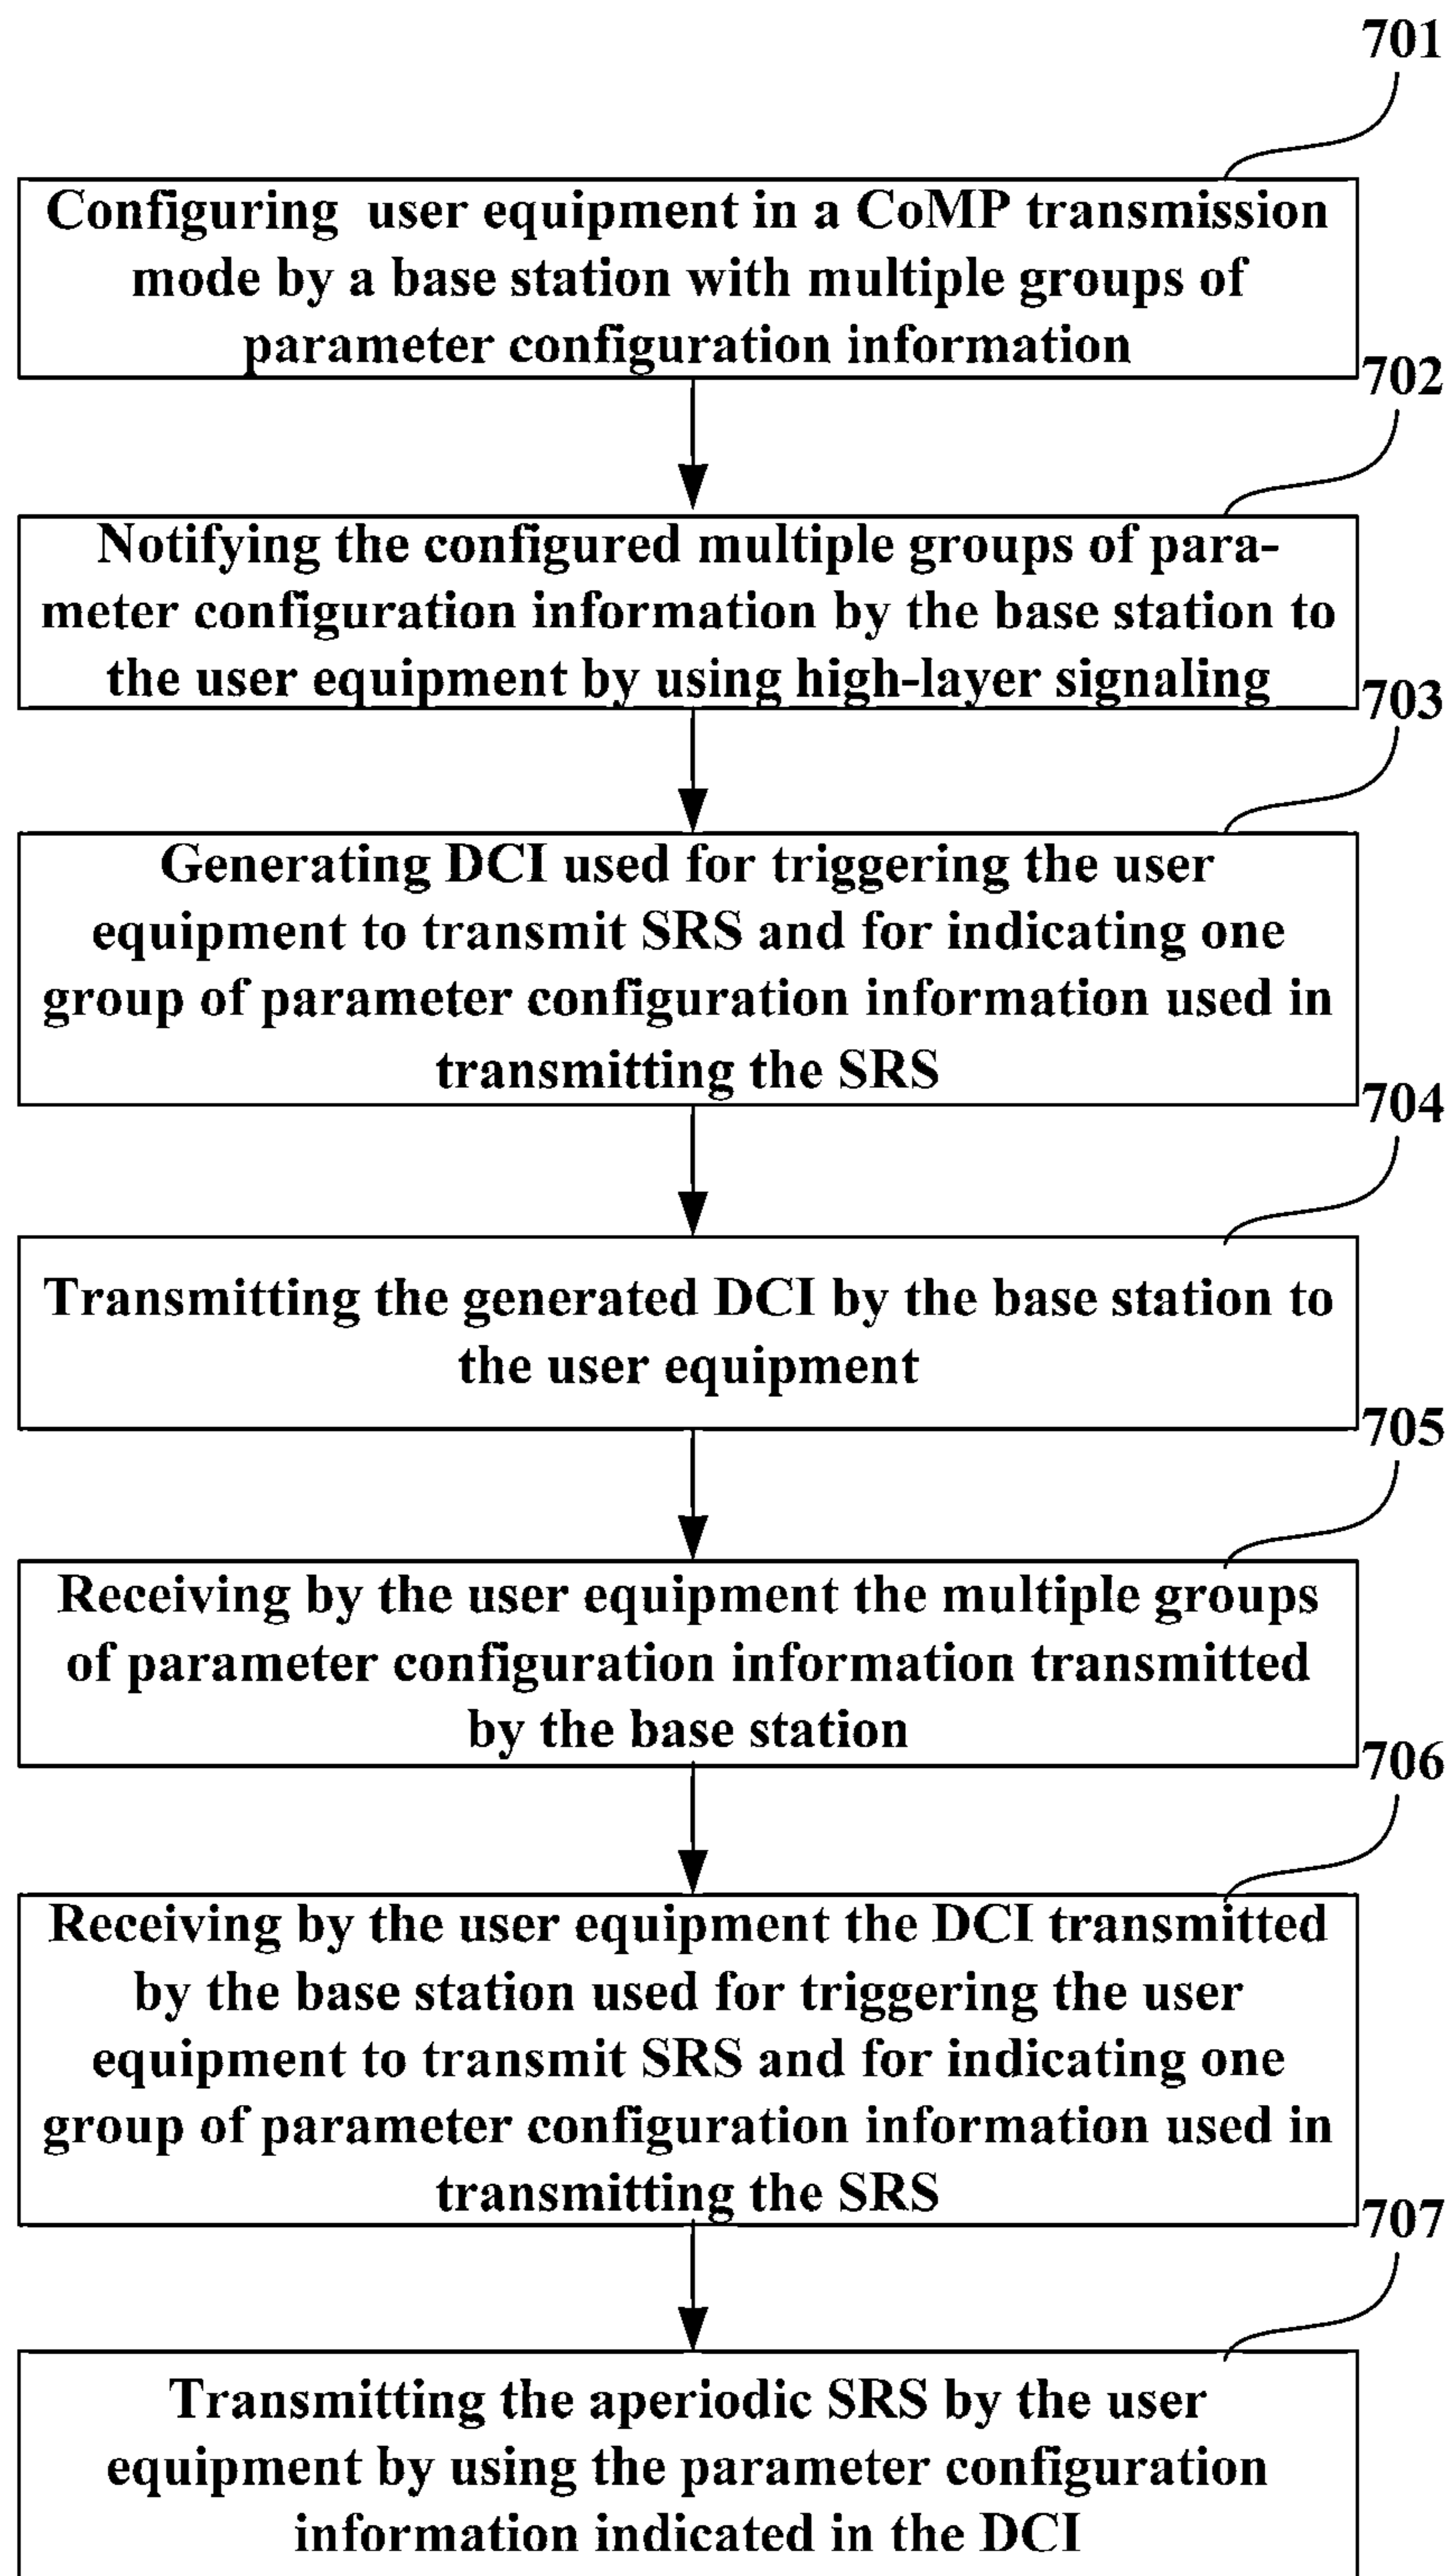 701
Configuring user equipment in a CoMP transmission
mode by a base station with multiple groups of
parameter configuration information
702
Notifying the configured multiple groups of para-
meter configuration information by the base station to
the user equipment by using high-layer signaling
703
Generating DCI used for triggering the user
equipment to transmit SRS and for indicating one
group of parameter configuration information used in
transmitting the SRS
704
Transmitting the generated DCI by the base station to
the user equipment
705
Receiving by the user equipment the multiple groups
of parameter configuration information transmitted
by the base station
706
Receiving by the user equipment the DCI transmitted
by the base station used for triggering the user
equipment to transmit SRS and for indicating one
group of parameter configuration information used in
transmitting the SRS
707
Transmitting the aperiodic SRS by the user
equipment by using the parameter configuration
information indicated in the DCI